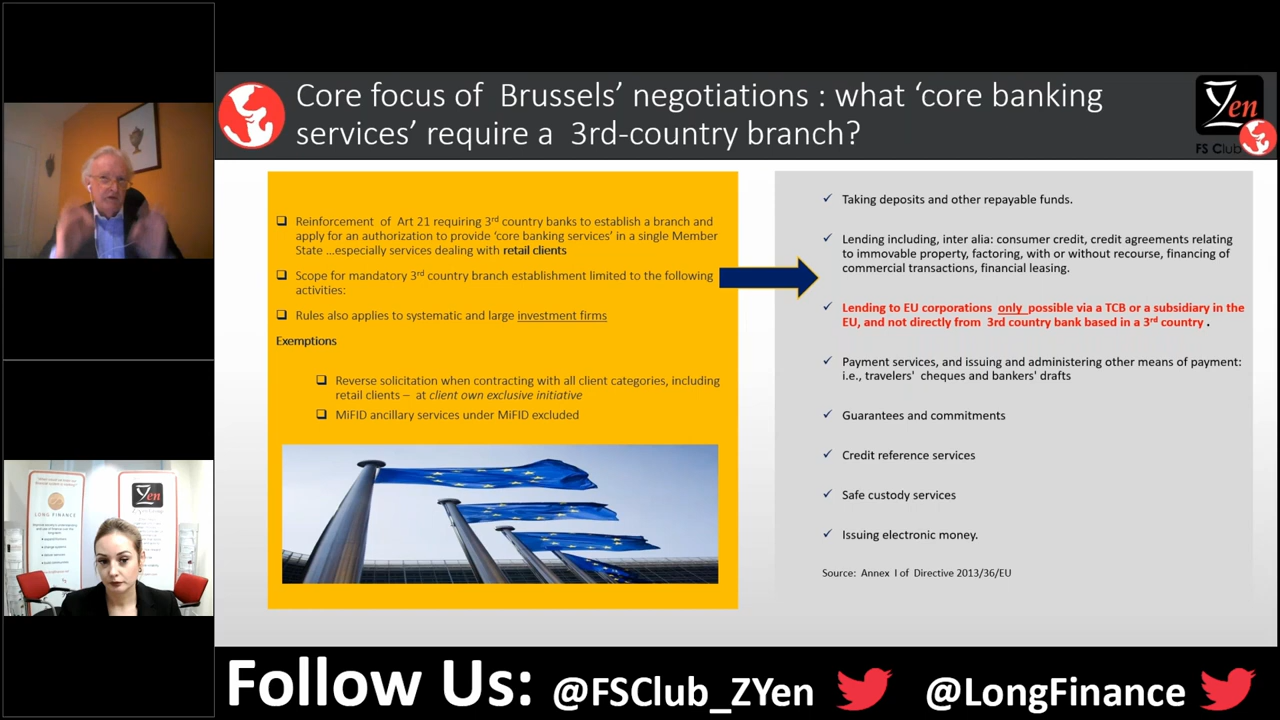 Core focus of Brussels' negotiations : what 'core banking
services' require a 3rd-country branch?
Yen
FS Club
Reinforcement of Art 21 requiring 3rd country banks to establish a branch and
apply for an authorization to provide 'core banking services' in a single Member
State ...especially services dealing with retail clients
Scope for mandatory 3rd country branch establishment limited to the following
activities:
Rules also applies to systematic and large investment firms
Exemptions
Reverse solicitation when contracting with all client categories, including
retail clients – at client own exclusive initiative
MiFID ancillary services under MiFID excluded
Taking deposits and other repayable funds.
Lending including, inter alia: consumer credit, credit agreements relating
to immovable property, factoring, with or without recourse, financing of
commercial transactions, financial leasing.
Lending to EU corporations only possible via a TCB or a subsidiary in the
EU, and not directly from 3rd country bank based in a 3rd country .
Payment services, and issuing and administering other means of payment:
i.e., travelers' cheques and bankers' drafts
Guarantees and commitments
Credit reference services
Safe custody services
Issuing electronic money.
Source: Annex I of Directive 2013/36/EU
LONG FINANCE
Yen
Follow Us: @FSClub_ZYen @LongFinance